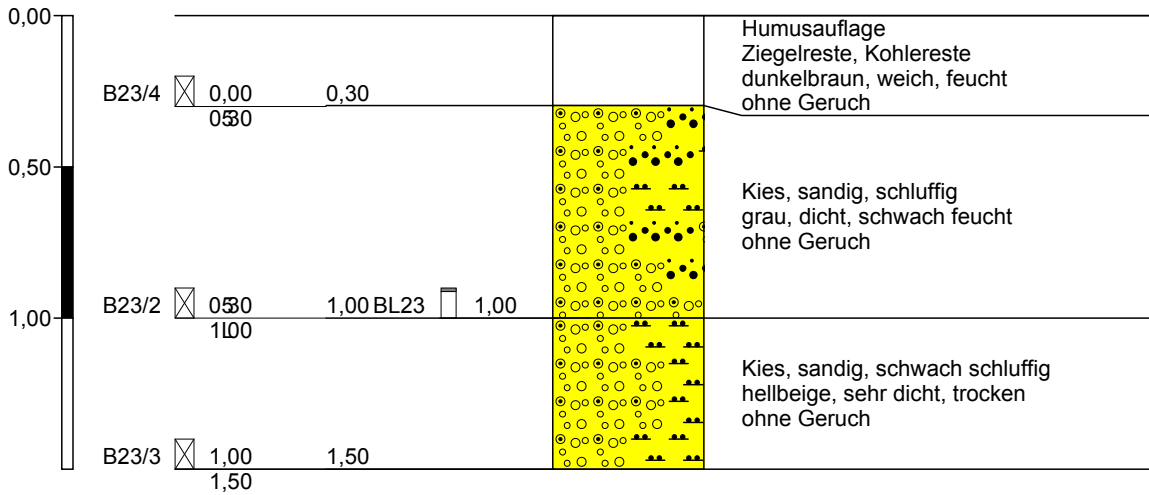 0,00
Humusauflage
Ziegelreste, Kohlereste
dunkelbraun, weich, feucht
ohne Geruch
B23/4 0,00 0,30
0,50
Kies, sandig, schluffig
grau, dicht, schwach feucht
ohne Geruch
B23/2 1,00 BL23 1,00
1,00
Kies, sandig, schwach schluffig
hellbeige, sehr dicht, trocken
ohne Geruch
B23/3 1,00 1,50
1,50